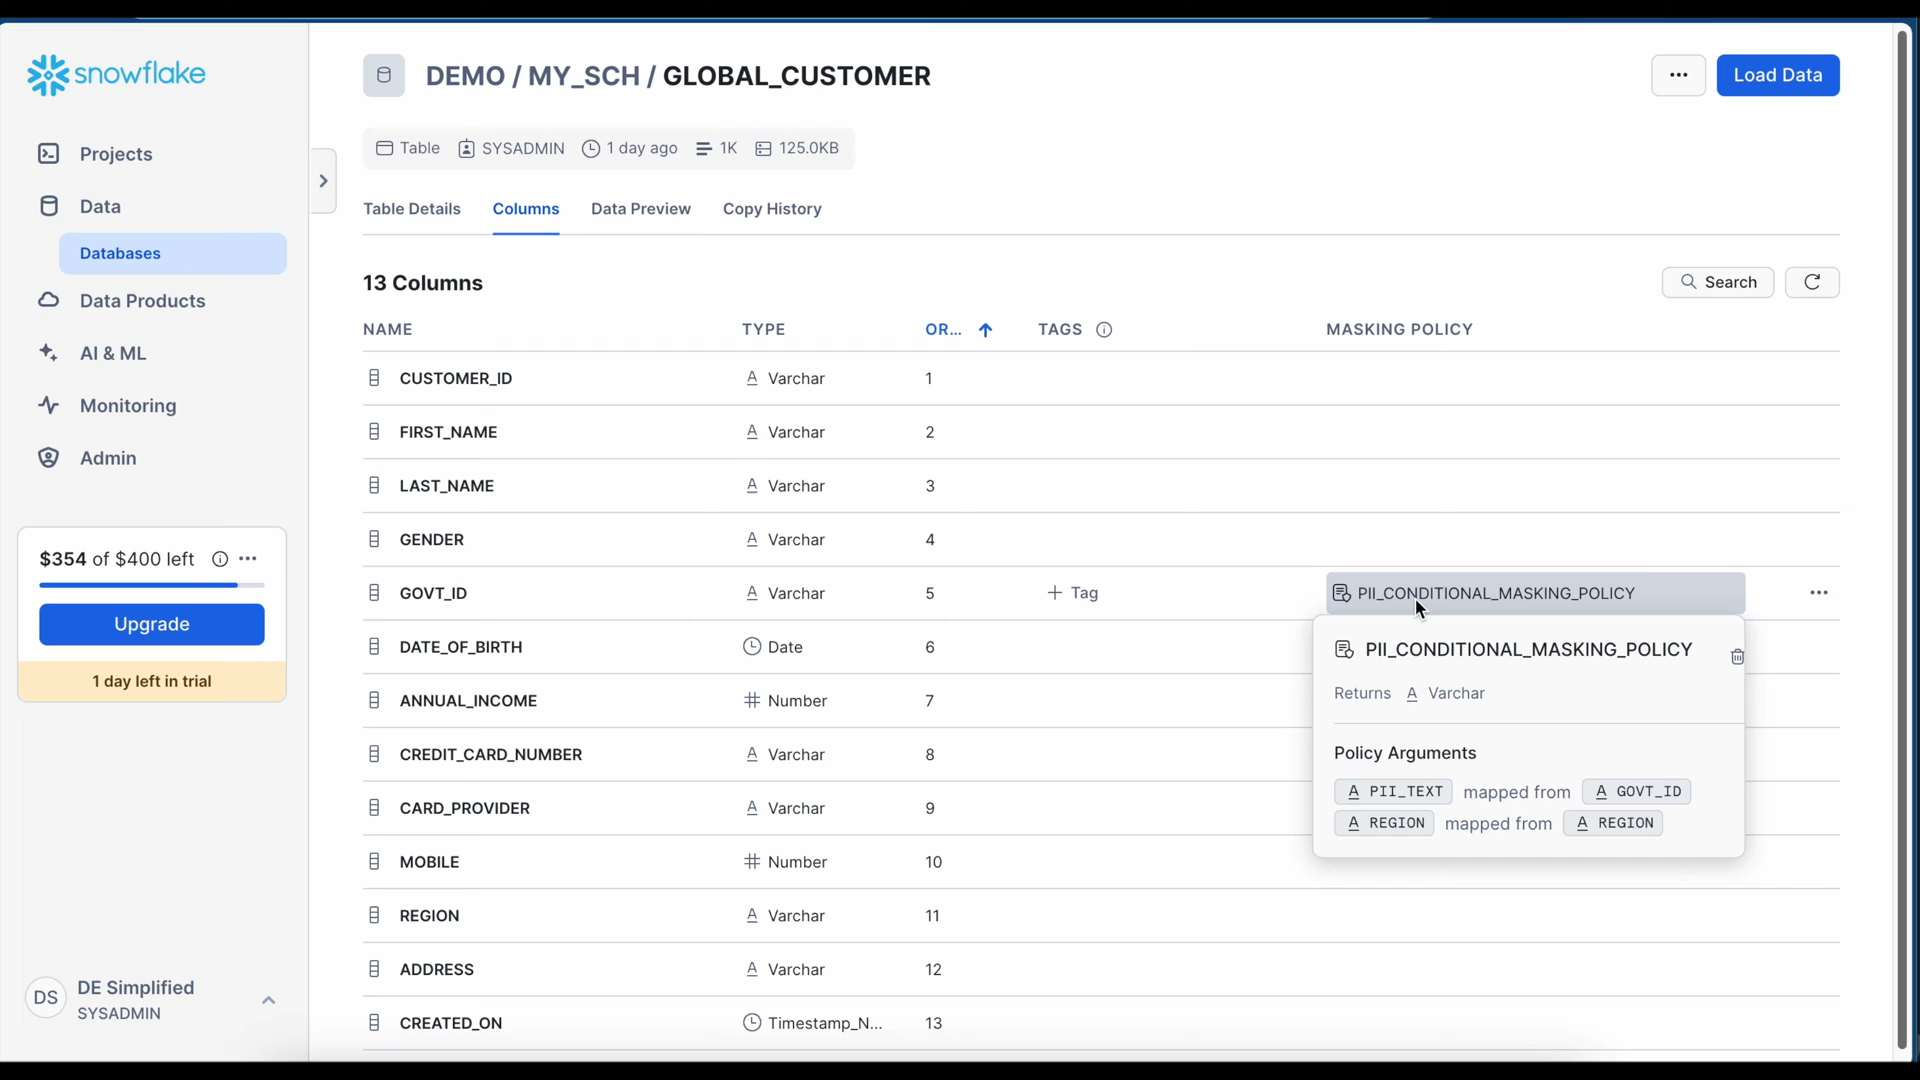 snowflake
Projects
Data
Databases
Data Products
AI & ML
Monitoring
Admin
$354 of $400 left
Upgrade
1 day left in trial
DS
DE Simplified
SYSADMIN
DEMO / MY_SCH / GLOBAL_CUSTOMER
Load Data
Table SYSADMIN 1 day ago 1K 125.0KB
Table Details Columns Data Preview Copy History
13 Columns
Search
NAME TYPE OR... TAGS MASKING POLICY
CUSTOMER_ID A Varchar 1
FIRST_NAME A Varchar 2
LAST_NAME A Varchar 3
GENDER A Varchar 4
GOVT_ID A Varchar 5 + Tag PII_CONDITIONAL_MASKING_POLICY
DATE_OF_BIRTH Date 6
ANNUAL_INCOME # Number 7
CREDIT_CARD_NUMBER A Varchar 8
CARD_PROVIDER A Varchar 9
MOBILE # Number 10
REGION A Varchar 11
ADDRESS A Varchar 12
CREATED_ON Timestamp_N... 13
PII_CONDITIONAL_MASKING_POLICY
Returns A Varchar
Policy Arguments
A PII_TEXT mapped from A GOVT_ID
A REGION mapped from A REGION